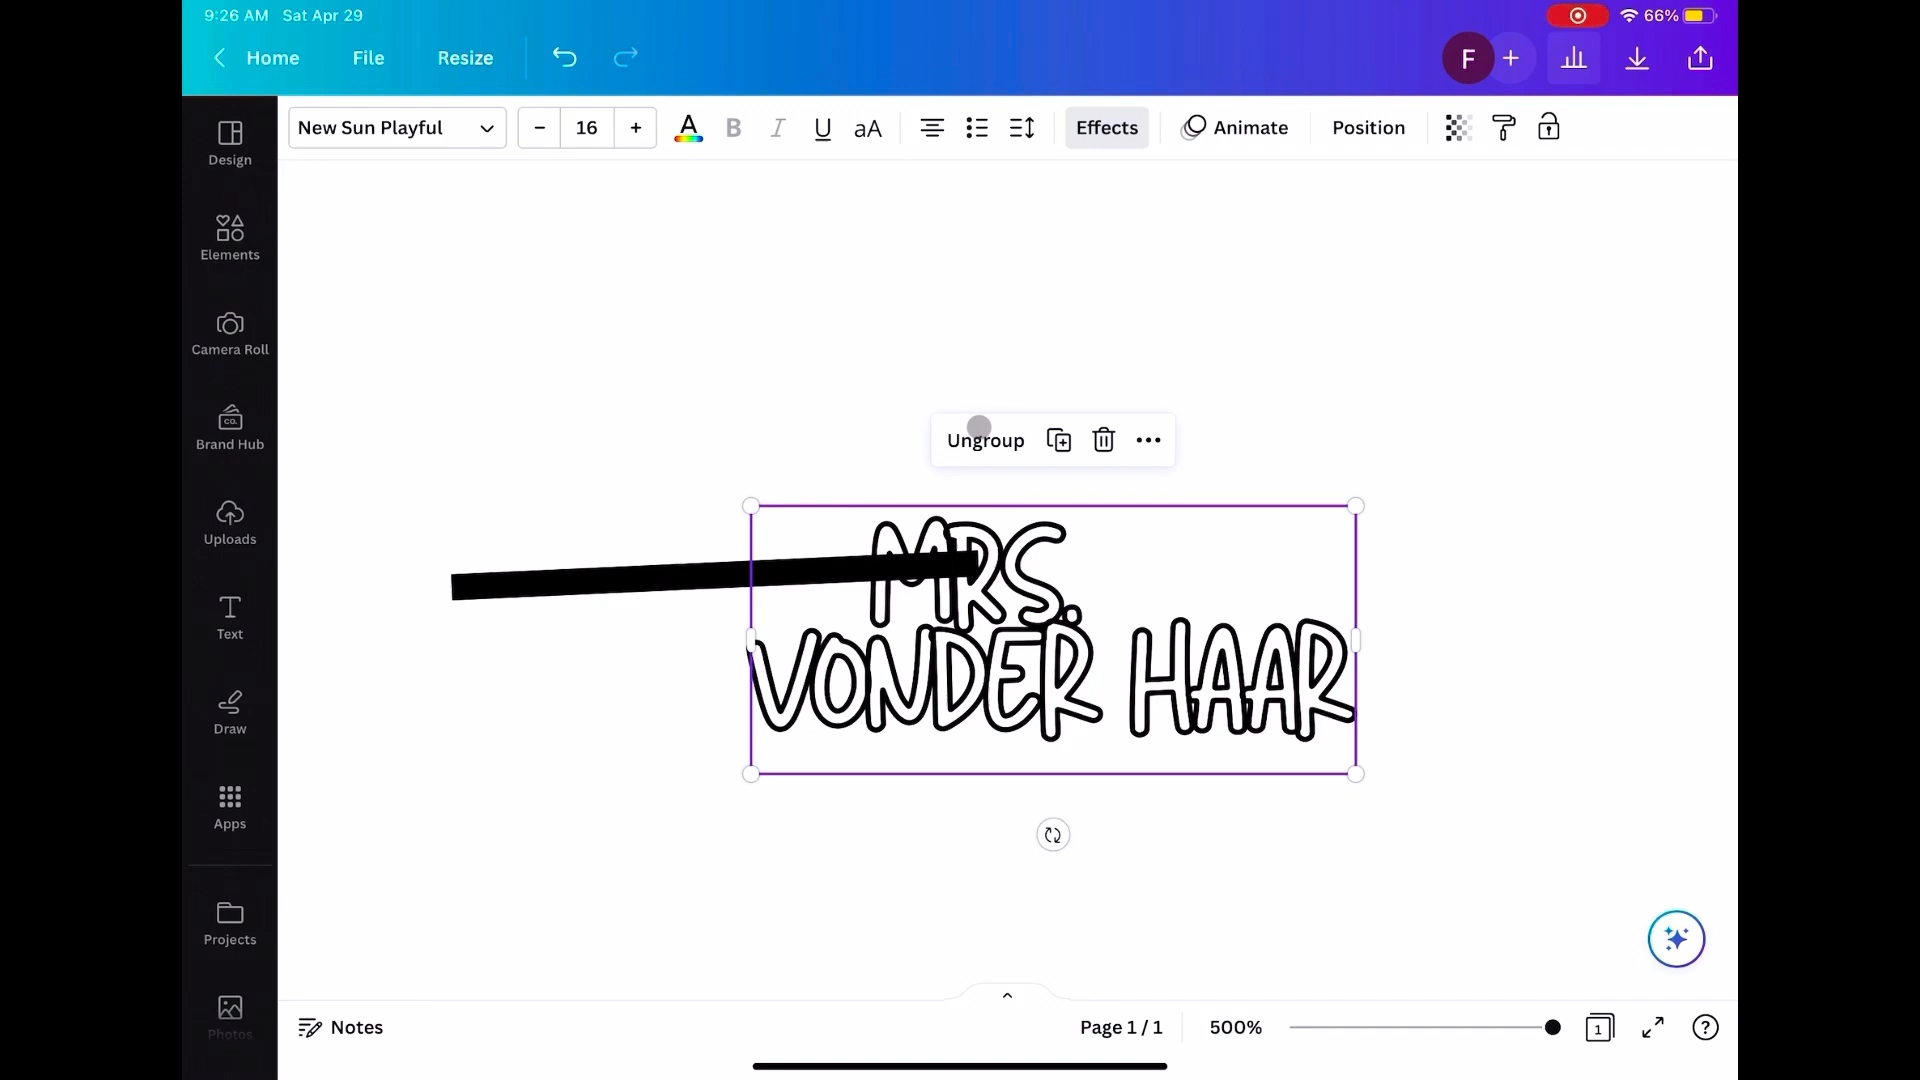 9:26 AM Sat Apr 29
66%
Home File Resize
F
New Sun Playful
16
A B I U aA
Effects
Animate
Position
Design
Elements
Camera Roll
CO.
Brand Hub
Uploads
Text
Draw
Apps
Projects
Photos
Ungroup
MRS.
VONDER HAAR
Notes
Page 1 / 1
500%
1
?